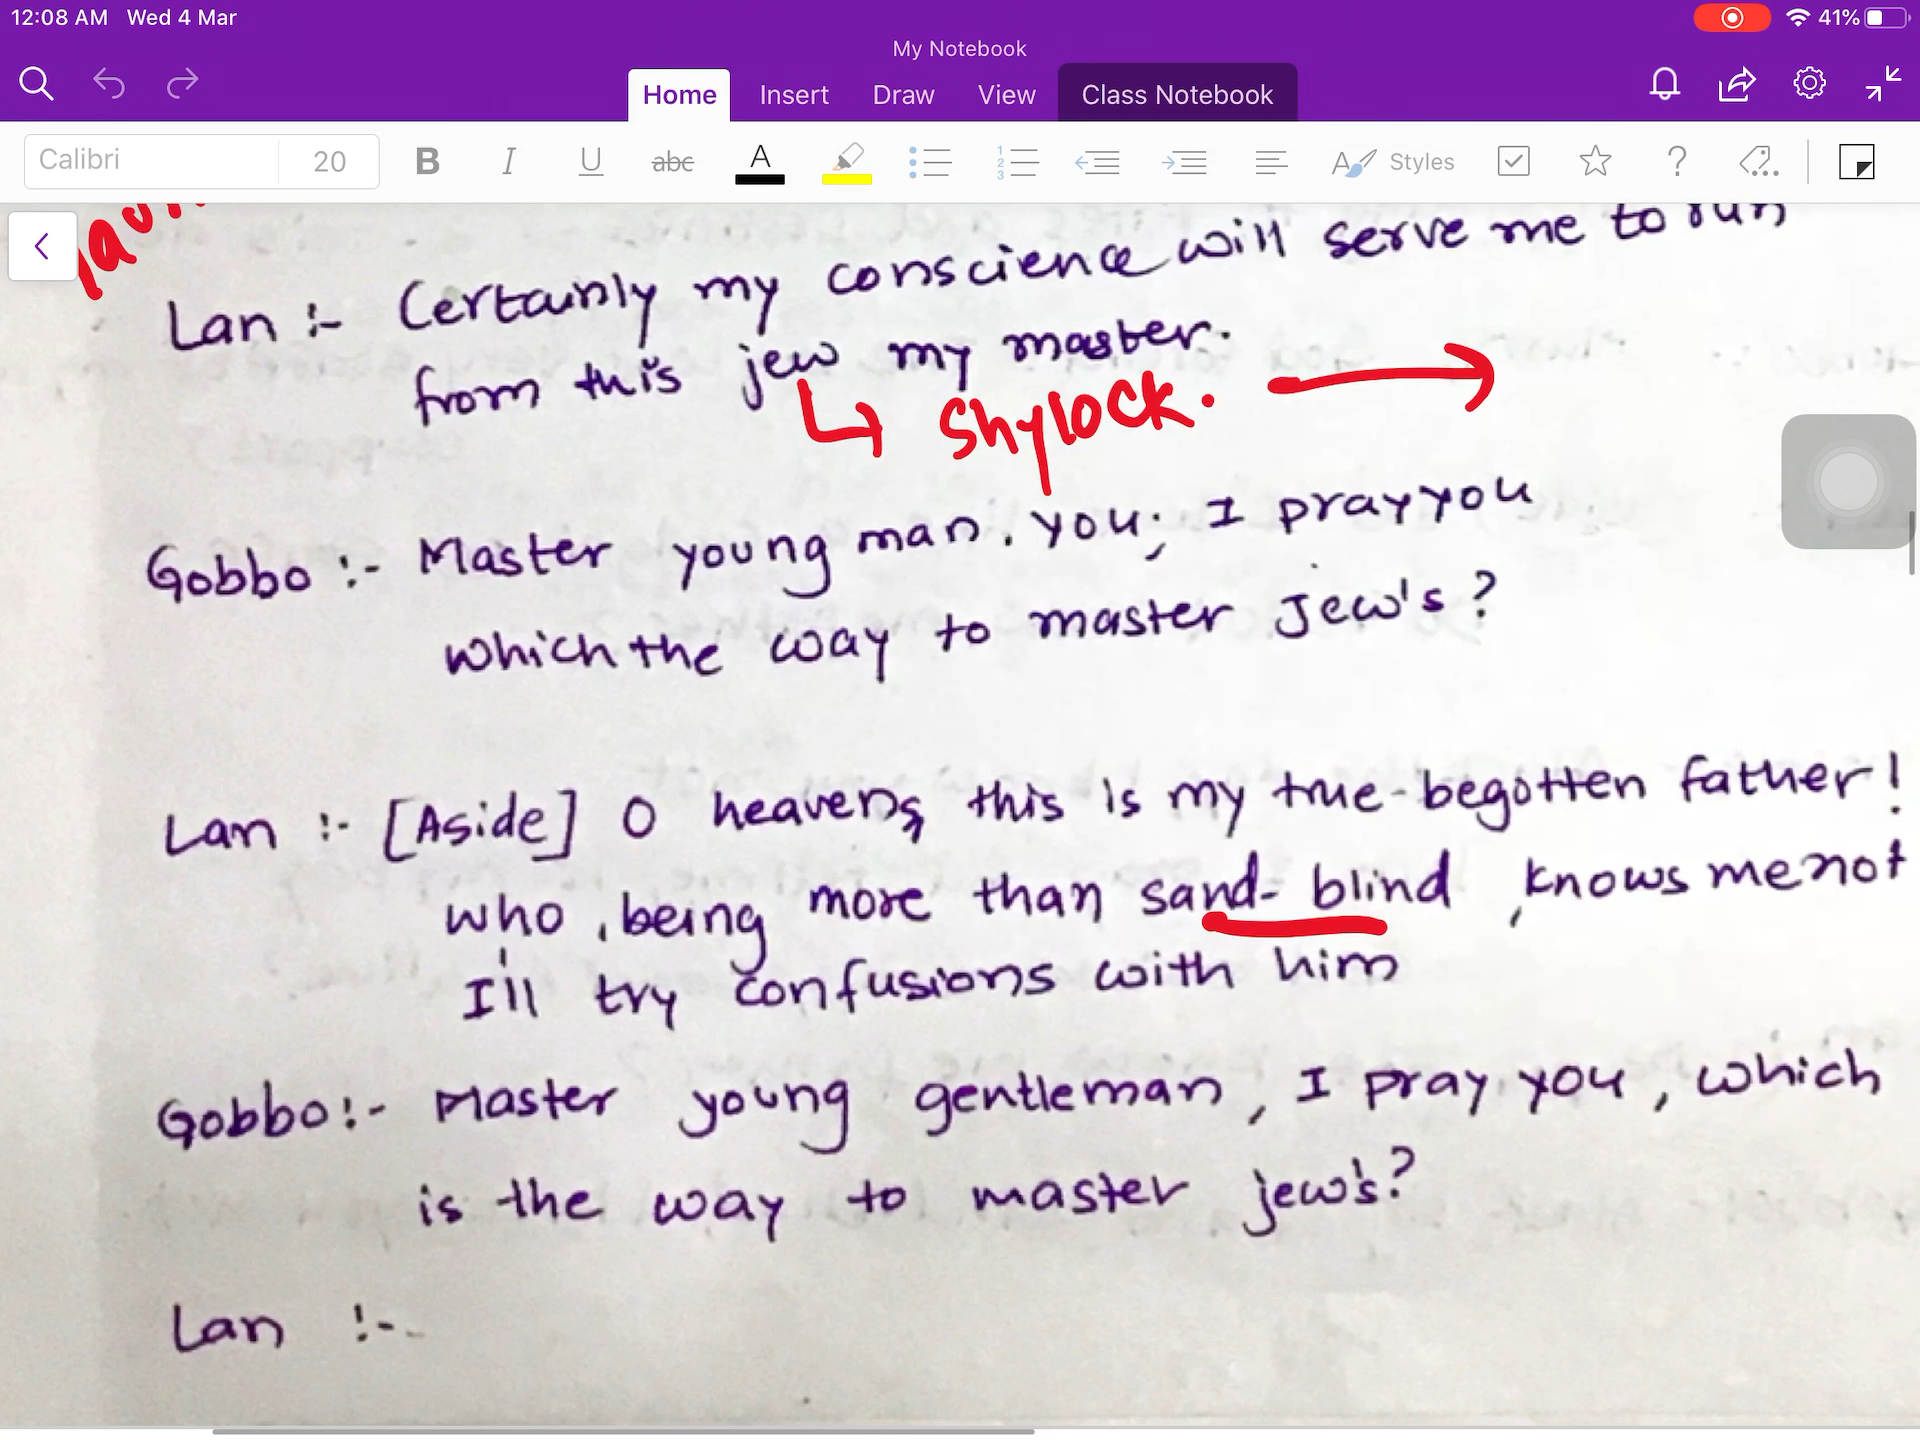 12:08 AM Wed 4 Mar
41%
My Notebook
Home Insert Draw View Class Notebook
Calibri 20 B I U abc A Styles
Lan :- Certainly my conscience will serve me to run
from this jew my master.
Shylock.
Gobbo :- Master young man, you; I pray you
which the way to master Jew's?
Lan :- [Aside] O heavens, this is my true-begotten father!
who, being more than sand-blind, knows me not
I'll try confusions with him
Gobbo :- Master young gentleman, I pray you, which
is the way to master jew's?
Lan :-